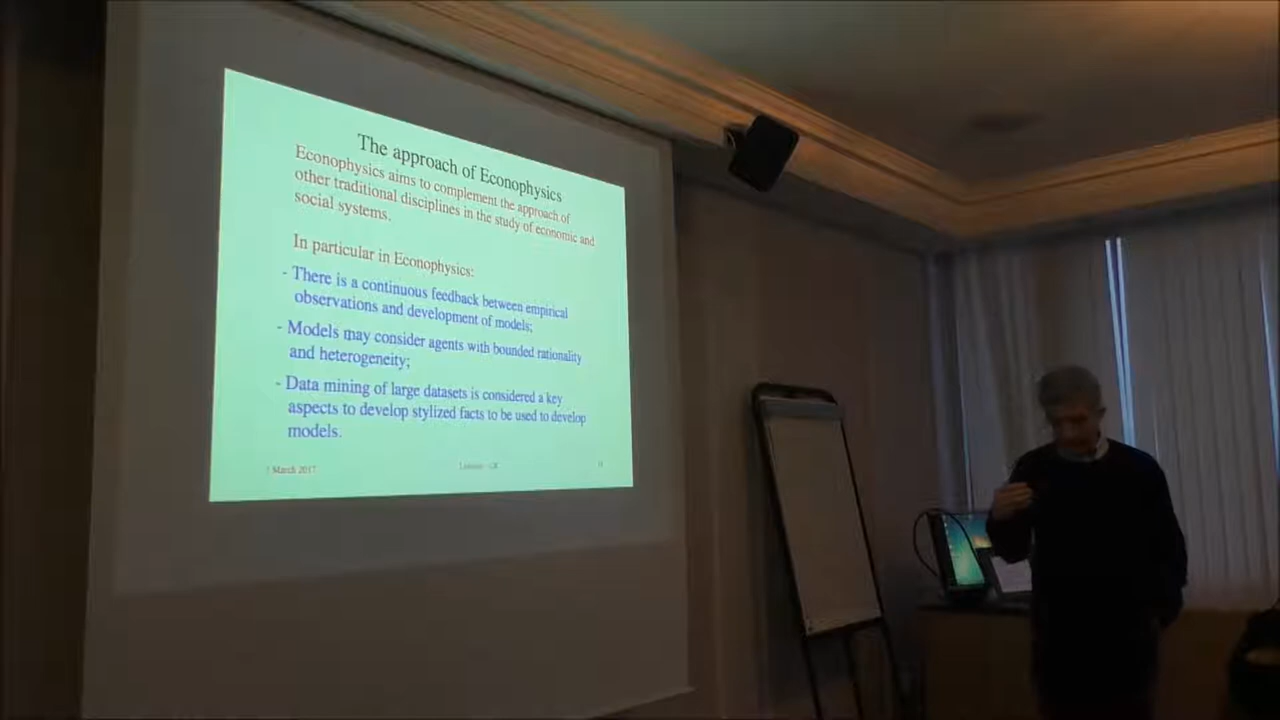 The approach of Econophysics
Econophysics aims to complement the approach of
other traditional disciplines in the study of economic and
social systems.
In particular in Econophysics:
- There is a continuous feedback between empirical
observations and development of models;
- Models may consider agents with bounded rationality
and heterogeneity;
- Data mining of large datasets is considered a key
aspects to develop stylized facts to be used to develop
models.
March 2017